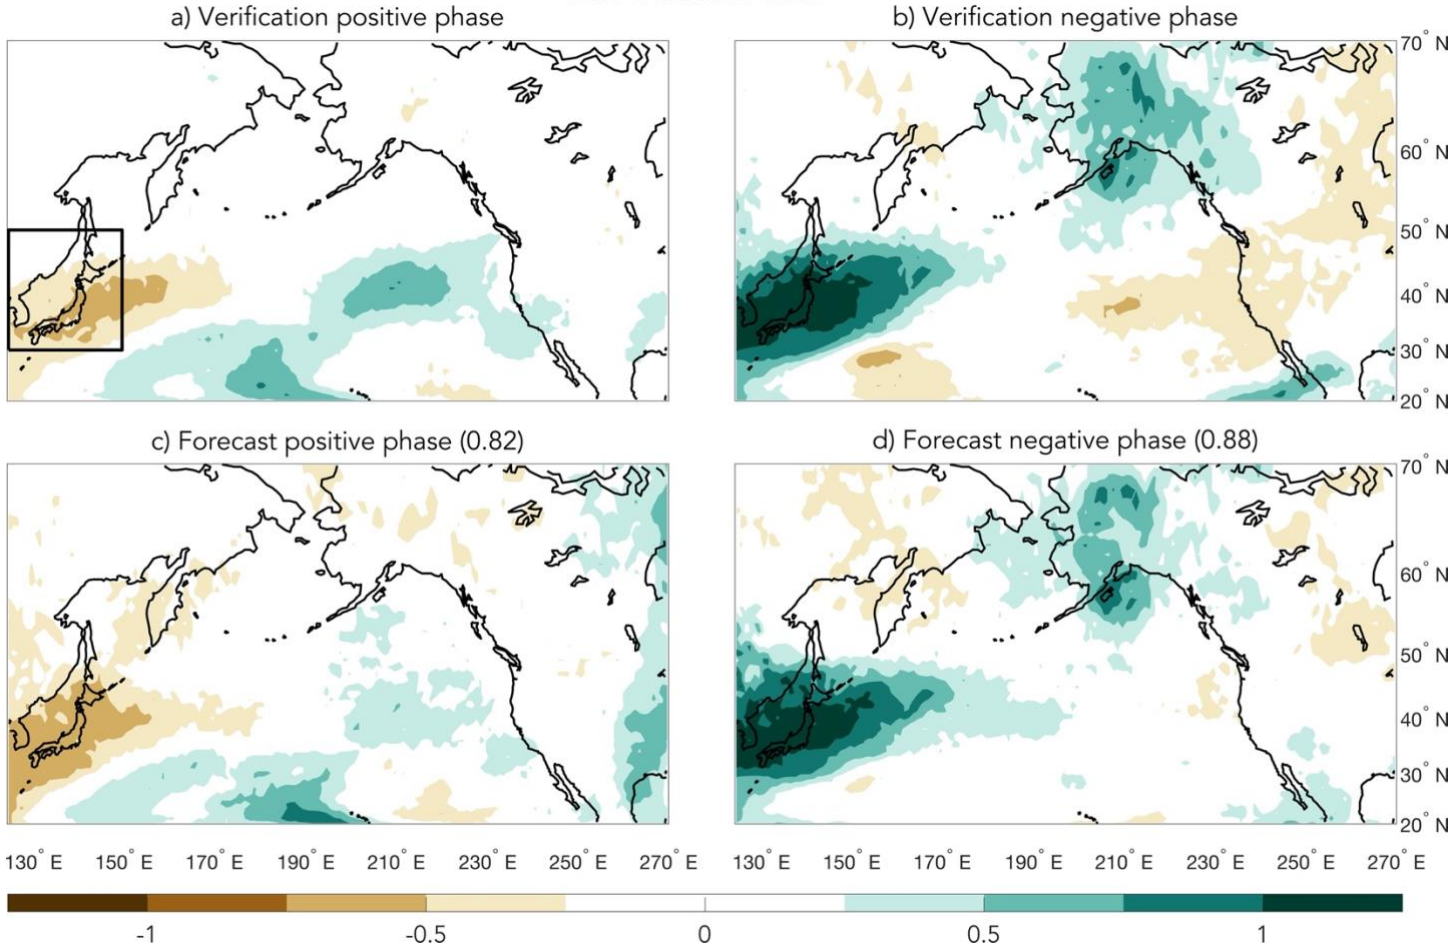 a) Verification positive phase
b) Verification negative phase
70° N
60° N
50° N
40° N
30° N
20° N
c) Forecast positive phase (0.82)
d) Forecast negative phase (0.88)
70° N
60° N
50° N
40° N
30° N
20° N
130° E 150° E 170° E 190° E 210° E 230° E 250° E 270° E
130° E 150° E 170° E 190° E 210° E 230° E 250° E 270° E
-1 -0.5 0 0.5 1